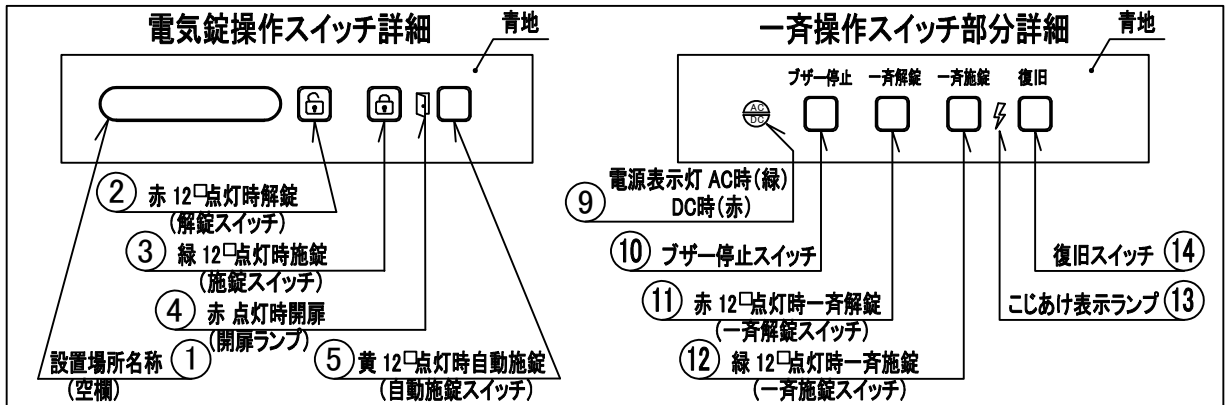 電気錠操作スイッチ詳細
青地
② 赤 12□点灯時解錠
(解錠スイッチ)
③ 緑 12□点灯時施錠
(施錠スイッチ)
④ 赤 点灯時開扉
(開扉ランプ)
設置場所名称 ①
(空欄)
⑤ 黄 12□点灯時自動施錠
(自動施錠スイッチ)
一斉操作スイッチ部分詳細
青地
ブザー停止 一斉解錠 一斉施錠 復旧
AC
DC
⑨ 電源表示灯 AC時(緑)
DC時(赤)
⑩ ブザー停止スイッチ
復旧スイッチ ⑭
⑪ 赤 12□点灯時一斉解錠
(一斉解錠スイッチ)
こじあけ表示ランプ ⑬
⑫ 緑 12□点灯時一斉施錠
(一斉施錠スイッチ)